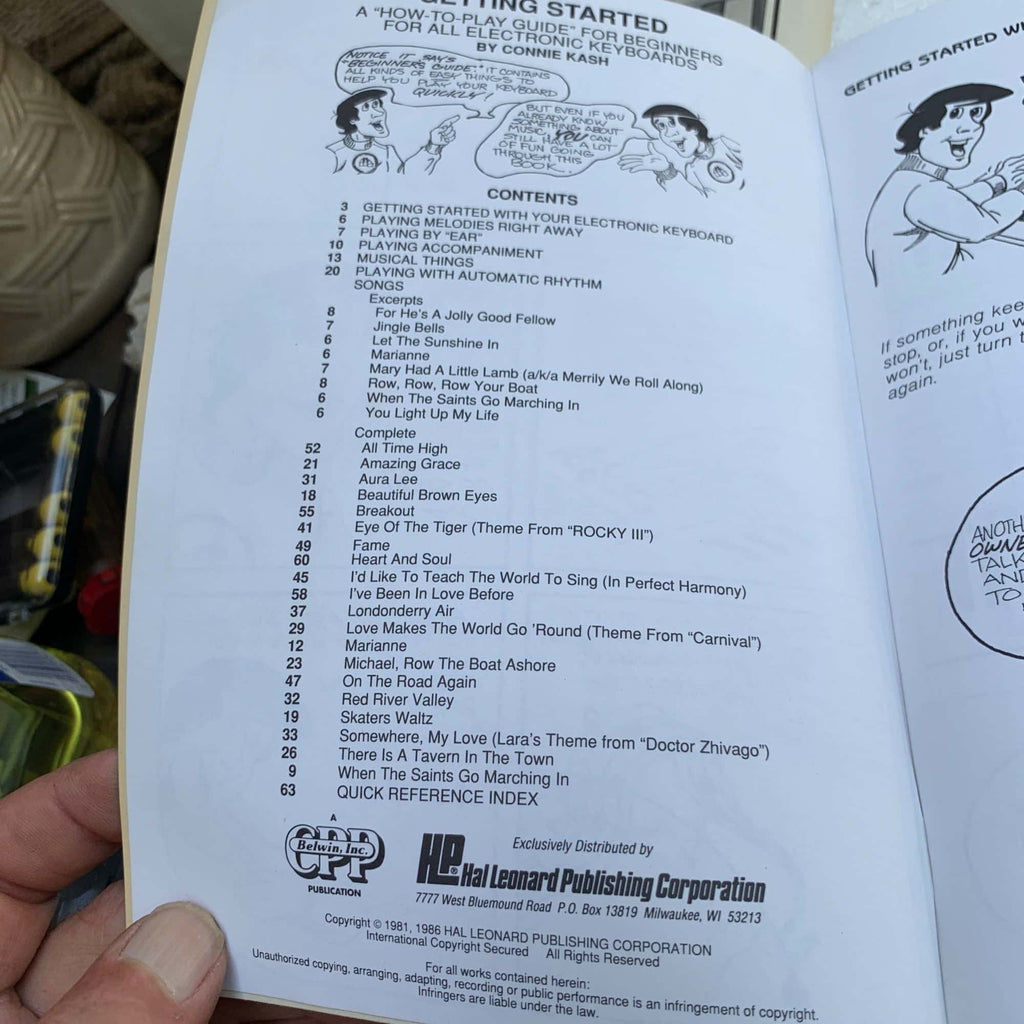 GETTING STARTED
A "HOW-TO-PLAY GUIDE" FOR BEGINNERS
FOR ALL ELECTRONIC KEYBOARDS
BY CONNIE KASH
NOTICE IT SAYS
"BEGINNERS GUIDE." IT CONTAINS
ALL KINDS OF EASY THINGS TO
HELP YOU PLAY YOUR KEYBOARD
QUICKLY!
BUT EVEN IF YOU
ALREADY KNOW
SOMETHING ABOUT
MUSIC, YOU CAN
STILL HAVE A LOT
OF FUN GOING
THROUGH THIS
BOOK...
CONTENTS
3 GETTING STARTED WITH YOUR ELECTRONIC KEYBOARD
6 PLAYING MELODIES RIGHT AWAY
7 PLAYING BY "EAR"
10 PLAYING ACCOMPANIMENT
13 MUSICAL THINGS
20 PLAYING WITH AUTOMATIC RHYTHM
SONGS
Excerpts
8 For He's A Jolly Good Fellow
7 Jingle Bells
6 Let The Sunshine In
6 Marianne
7 Mary Had A Little Lamb (a/k/a Merrily We Roll Along)
8 Row, Row, Row Your Boat
6 When The Saints Go Marching In
6 You Light Up My Life
Complete
52 All Time High
21 Amazing Grace
31 Aura Lee
18 Beautiful Brown Eyes
55 Breakout
41 Eye Of The Tiger (Theme From "ROCKY III")
49 Fame
60 Heart And Soul
45 I'd Like To Teach The World To Sing (In Perfect Harmony)
58 I've Been In Love Before
37 Londonderry Air
29 Love Makes The World Go 'Round (Theme From "Carnival")
12 Marianne
23 Michael, Row The Boat Ashore
47 On The Road Again
32 Red River Valley
19 Skaters Waltz
33 Somewhere, My Love (Lara's Theme from "Doctor Zhivago")
26 There Is A Tavern In The Town
9 When The Saints Go Marching In
63 QUICK REFERENCE INDEX
A
CPP
Belwin, Inc.
PUBLICATION
Exclusively Distributed by
HL® Hal Leonard Publishing Corporation
7777 West Bluemound Road P.O. Box 13819 Milwaukee, WI 53213
Copyright © 1981, 1986 HAL LEONARD PUBLISHING CORPORATION
International Copyright Secured All Rights Reserved
For all works contained herein:
Unauthorized copying, arranging, adapting, recording or public performance is an infringement of copyright.
Infringers are liable under the law.
GETTING STARTED
If something
stop, or, if you
won't, just turn
again.